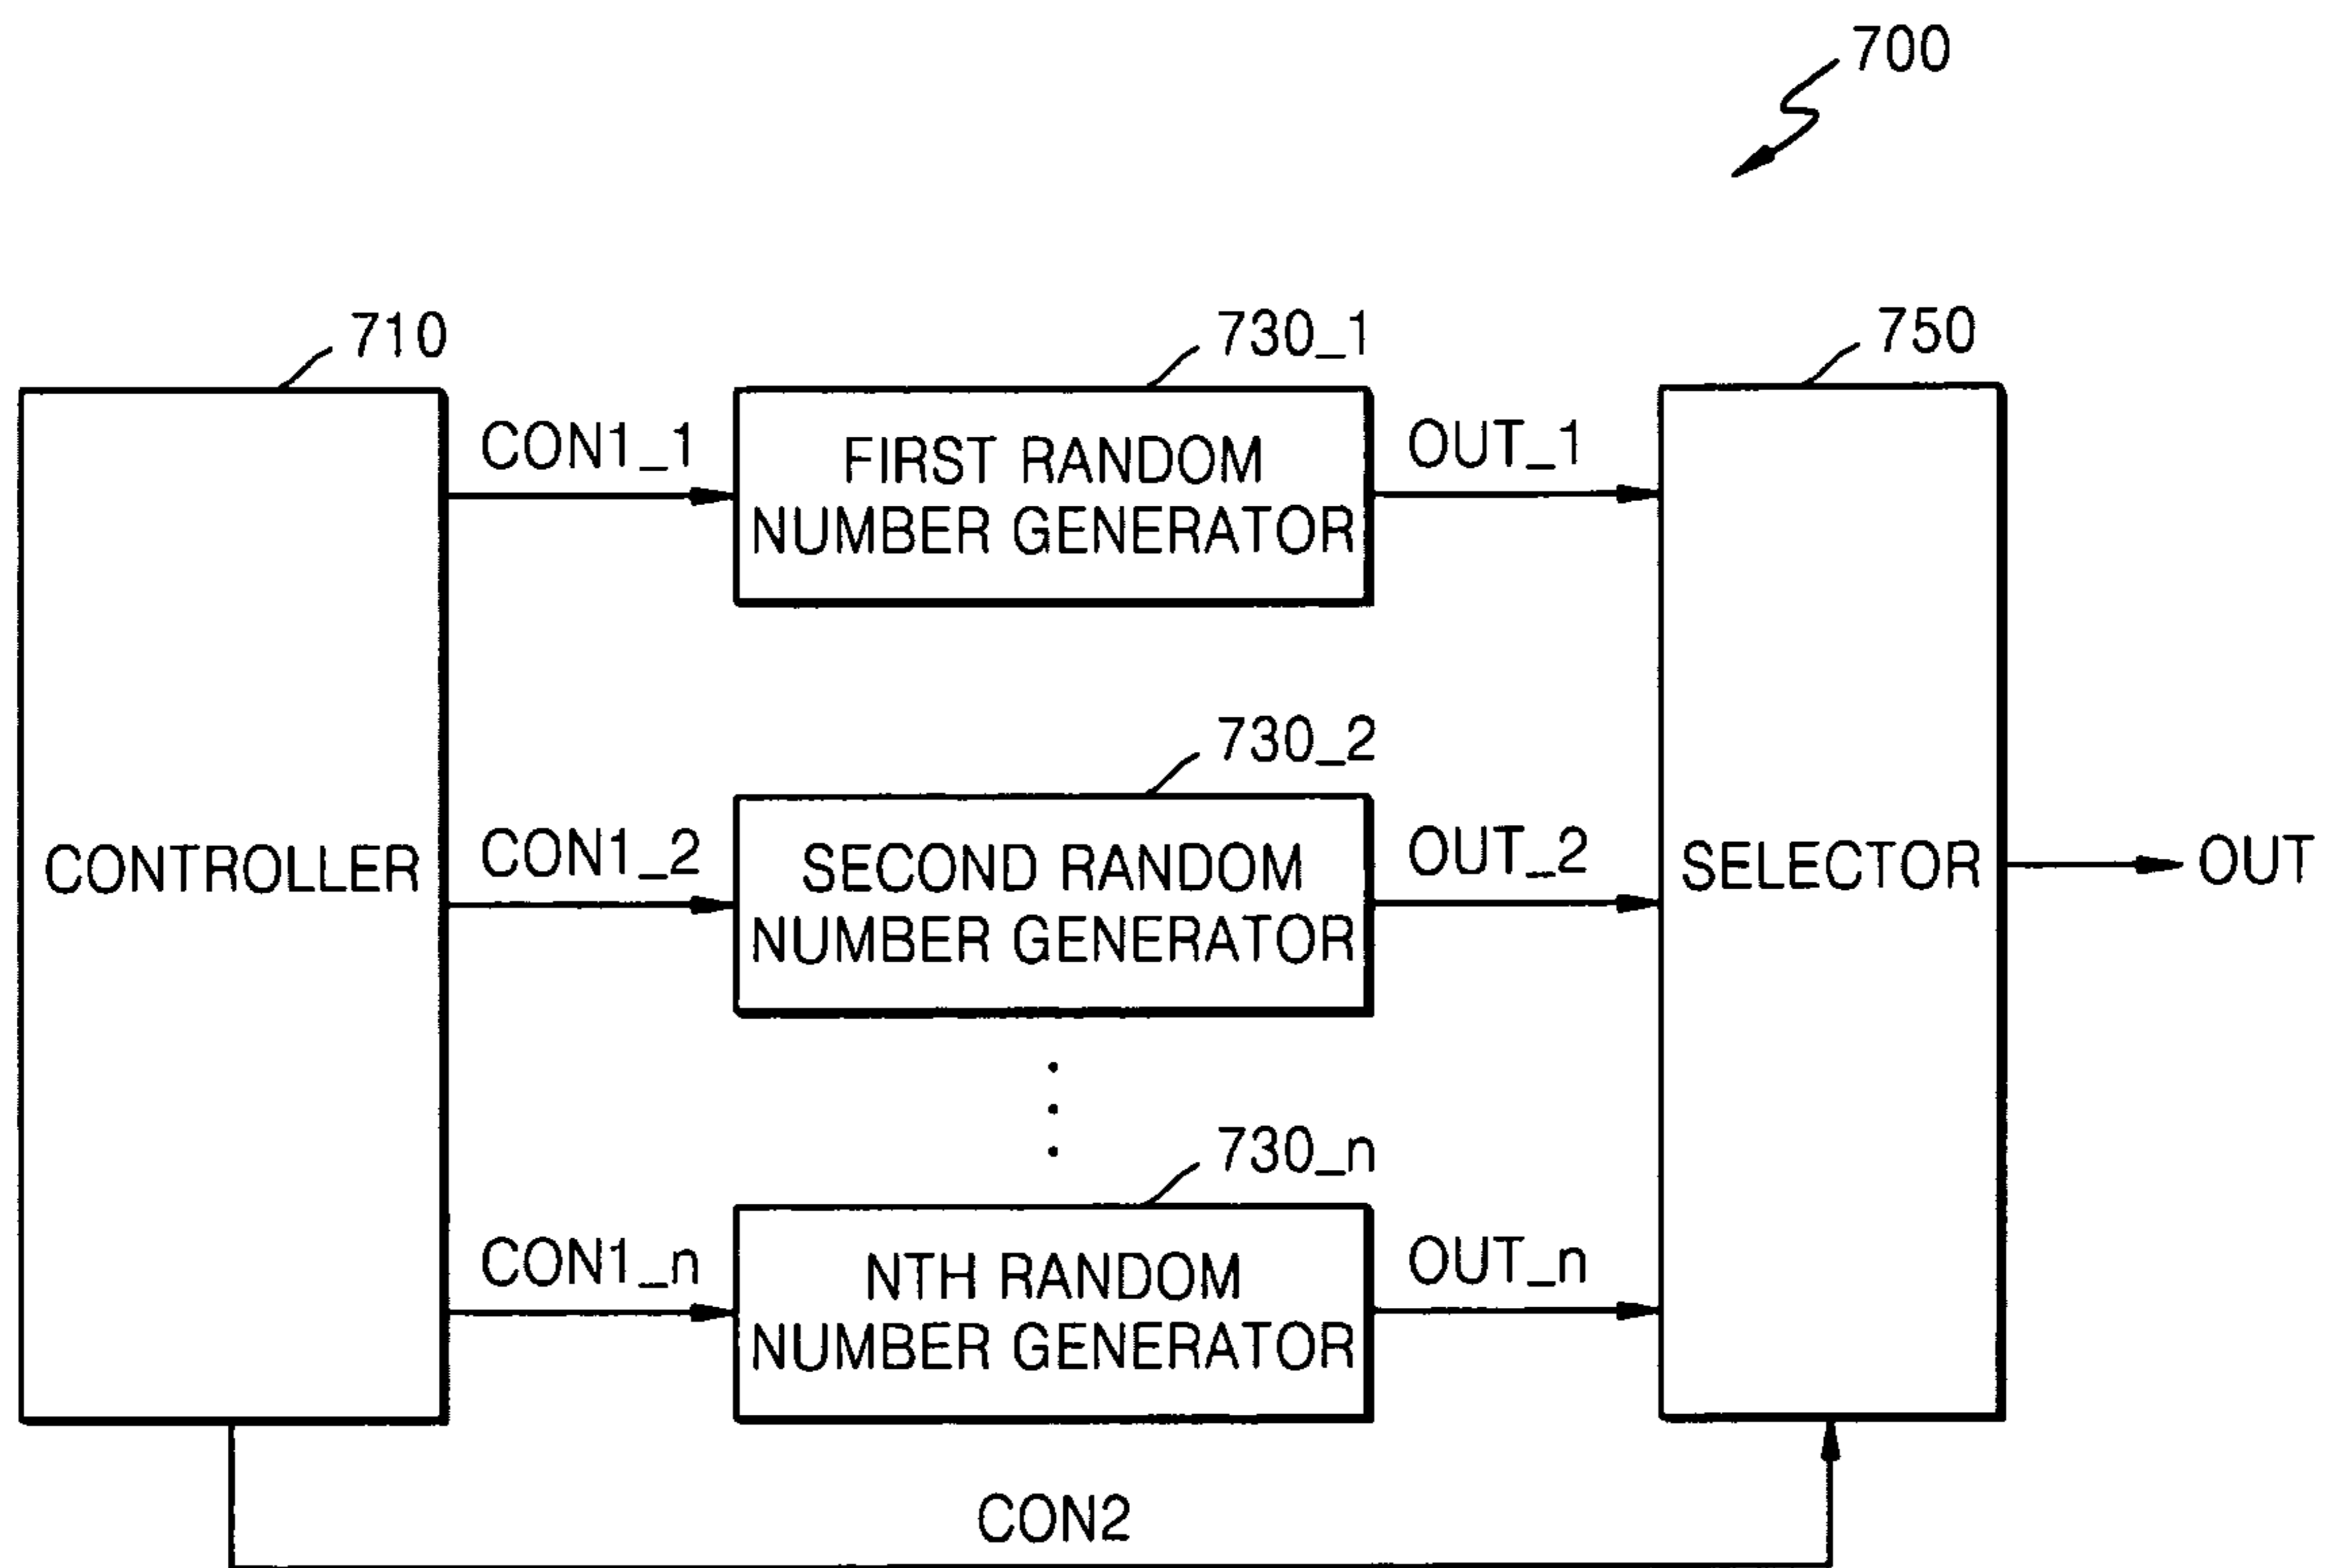 700
710
730_1
750
CON1_1
FIRST RANDOM
NUMBER GENERATOR
OUT_1
730_2
CONTROLLER
CON1_2
SECOND RANDOM
NUMBER GENERATOR
OUT_2
SELECTOR
OUT
730_n
CON1_n
NTH RANDOM
NUMBER GENERATOR
OUT_n
CON2